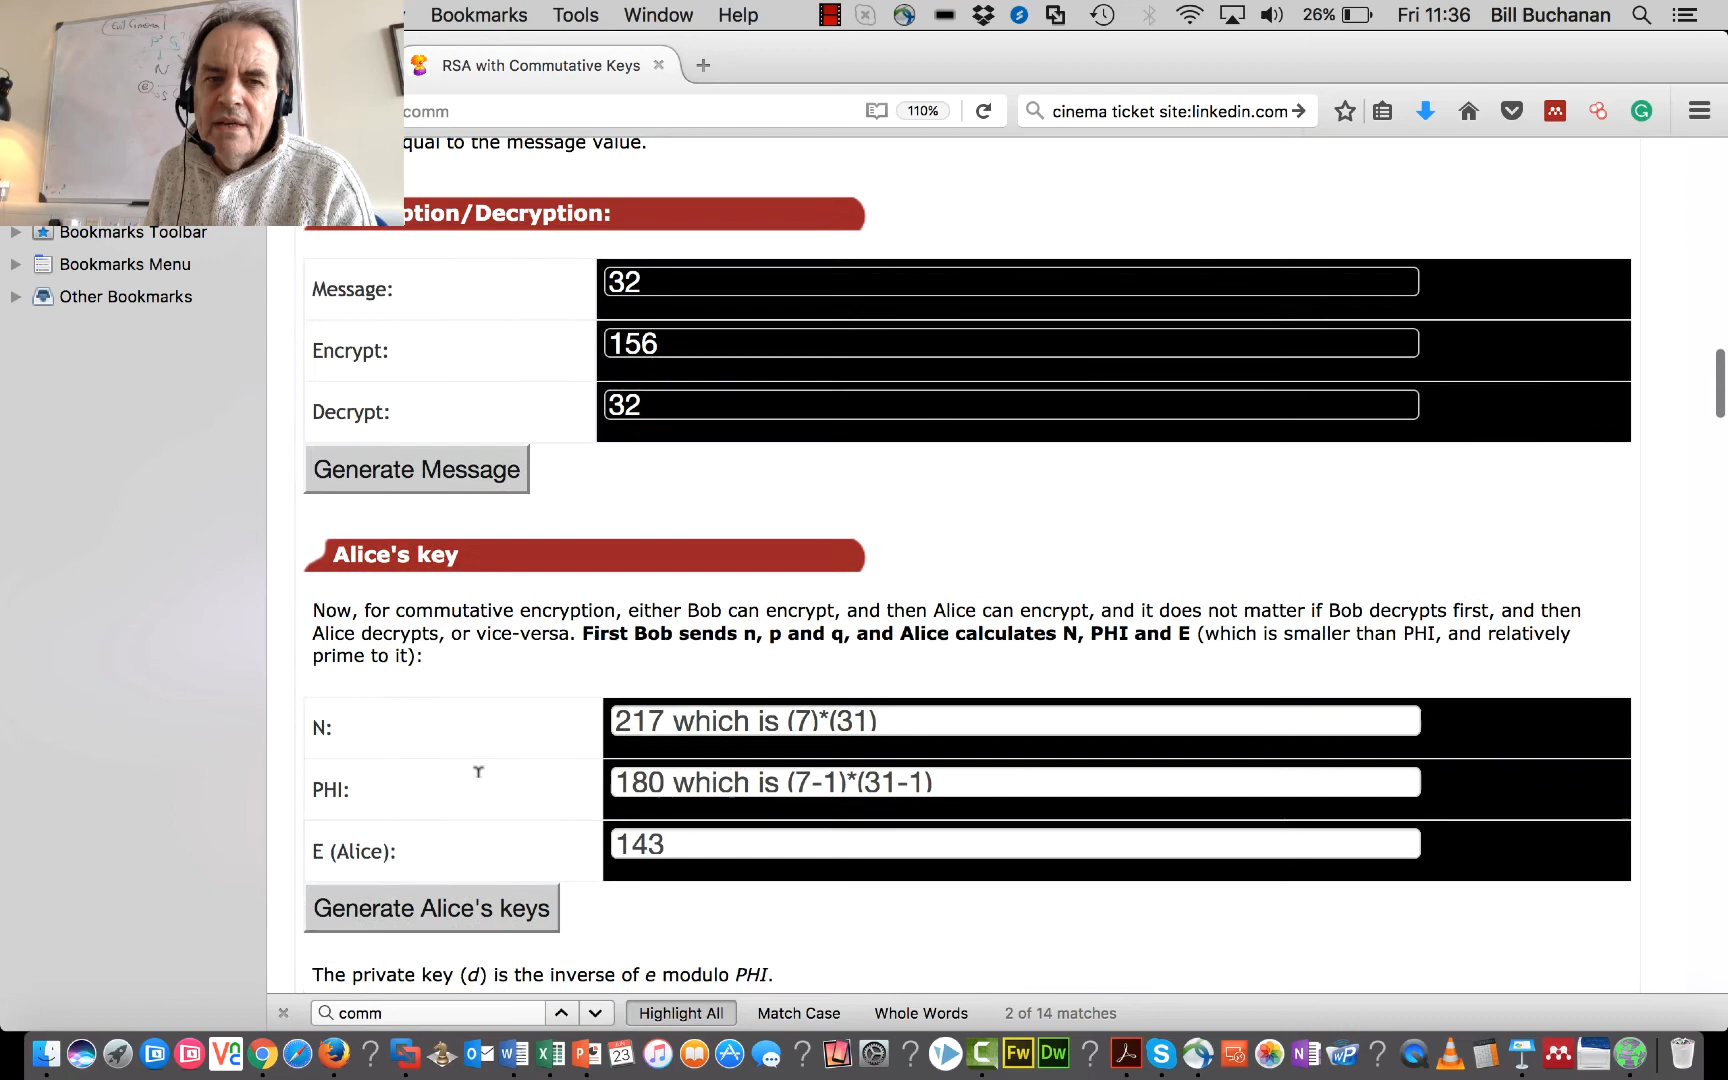 Bookmarks Tools Window Help 26% Fri 11:36 Bill Buchanan
RSA with Commutative Keys
comm 110% cinema ticket site:linkedin.com
qual to the message value.
ption/Decryption:
Bookmarks Toolbar
Bookmarks Menu
Other Bookmarks
Message: 32
Encrypt: 156
Decrypt: 32
Generate Message
Alice's key
Now, for commutative encryption, either Bob can encrypt, and then Alice can encrypt, and it does not matter if Bob decrypts first, and then
Alice decrypts, or vice-versa. First Bob sends n, p and q, and Alice calculates N, PHI and E (which is smaller than PHI, and relatively
prime to it):
N: 217 which is (7)*(31)
PHI: 180 which is (7-1)*(31-1)
E (Alice): 143
Generate Alice's keys
The private key (d) is the inverse of e modulo PHI.
comm Highlight All Match Case Whole Words 2 of 14 matches
23 Fw Dw